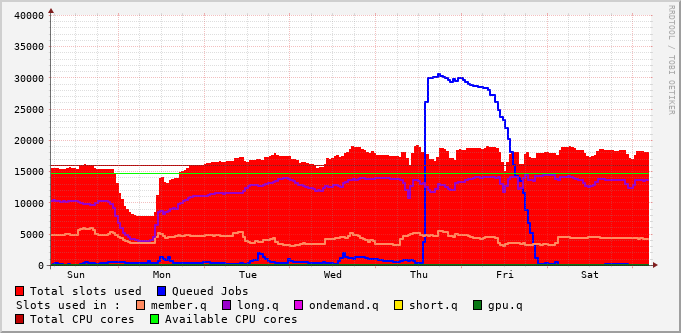 40000
35000
30000
25000
20000
15000
10000
5000
0
Sun Mon Tue Wed Thu Fri Sat
Total slots used Queued Jobs
Slots used in : member.q long.q ondemand.q short.q gpu.q
Total CPU cores Available CPU cores
RRDTOOL / TOBI OETIKER